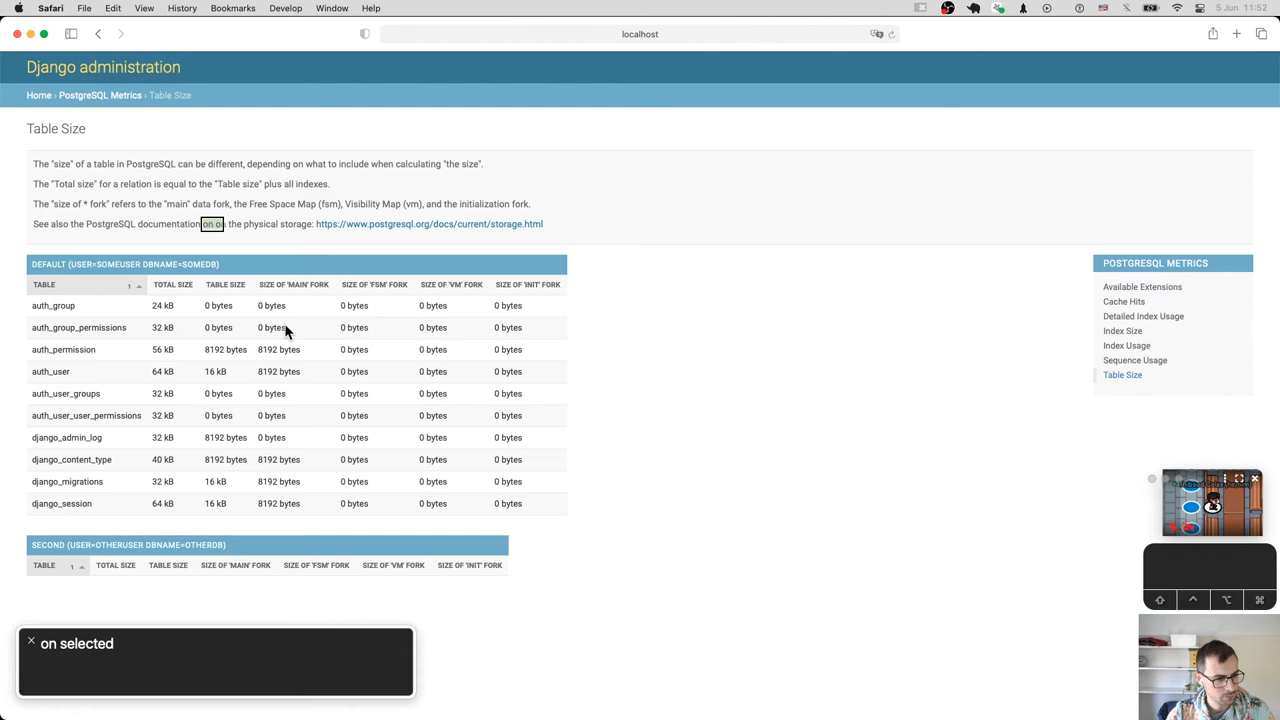 Safari File Edit View History Bookmarks Develop Window Help 5 Jun 11:52
localhost
Django administration
Home › PostgreSQL Metrics › Table Size
Table Size
The "size" of a table in PostgreSQL can be different, depending on what to include when calculating "the size".
The "Total size" for a relation is equal to the "Table size" plus all indexes.
The "size of * fork" refers to the "main" data fork, the Free Space Map (fsm), Visibility Map (vm), and the initialization fork.
See also the PostgreSQL documentation on on the physical storage: https://www.postgresql.org/docs/current/storage.html
DEFAULT (USER=SOMEUSER DBNAME=SOMEDB)
TABLE 1 TOTAL SIZE TABLE SIZE SIZE OF 'MAIN' FORK SIZE OF 'FSM' FORK SIZE OF 'VM' FORK SIZE OF 'INIT' FORK
auth_group 24 kB 0 bytes 0 bytes 0 bytes 0 bytes 0 bytes
auth_group_permissions 32 kB 0 bytes 0 bytes 0 bytes 0 bytes 0 bytes
auth_permission 56 kB 8192 bytes 8192 bytes 0 bytes 0 bytes 0 bytes
auth_user 64 kB 16 kB 8192 bytes 0 bytes 0 bytes 0 bytes
auth_user_groups 32 kB 0 bytes 0 bytes 0 bytes 0 bytes 0 bytes
auth_user_user_permissions 32 kB 0 bytes 0 bytes 0 bytes 0 bytes 0 bytes
django_admin_log 32 kB 8192 bytes 0 bytes 0 bytes 0 bytes 0 bytes
django_content_type 40 kB 8192 bytes 8192 bytes 0 bytes 0 bytes 0 bytes
django_migrations 32 kB 16 kB 8192 bytes 0 bytes 0 bytes 0 bytes
django_session 64 kB 16 kB 8192 bytes 0 bytes 0 bytes 0 bytes
SECOND (USER=OTHERUSER DBNAME=OTHERDB)
TABLE 1 TOTAL SIZE TABLE SIZE SIZE OF 'MAIN' FORK SIZE OF 'FSM' FORK SIZE OF 'VM' FORK SIZE OF 'INIT' FORK
POSTGRESQL METRICS
Available Extensions
Cache Hits
Detailed Index Usage
Index Size
Index Usage
Sequence Usage
Table Size
on selected